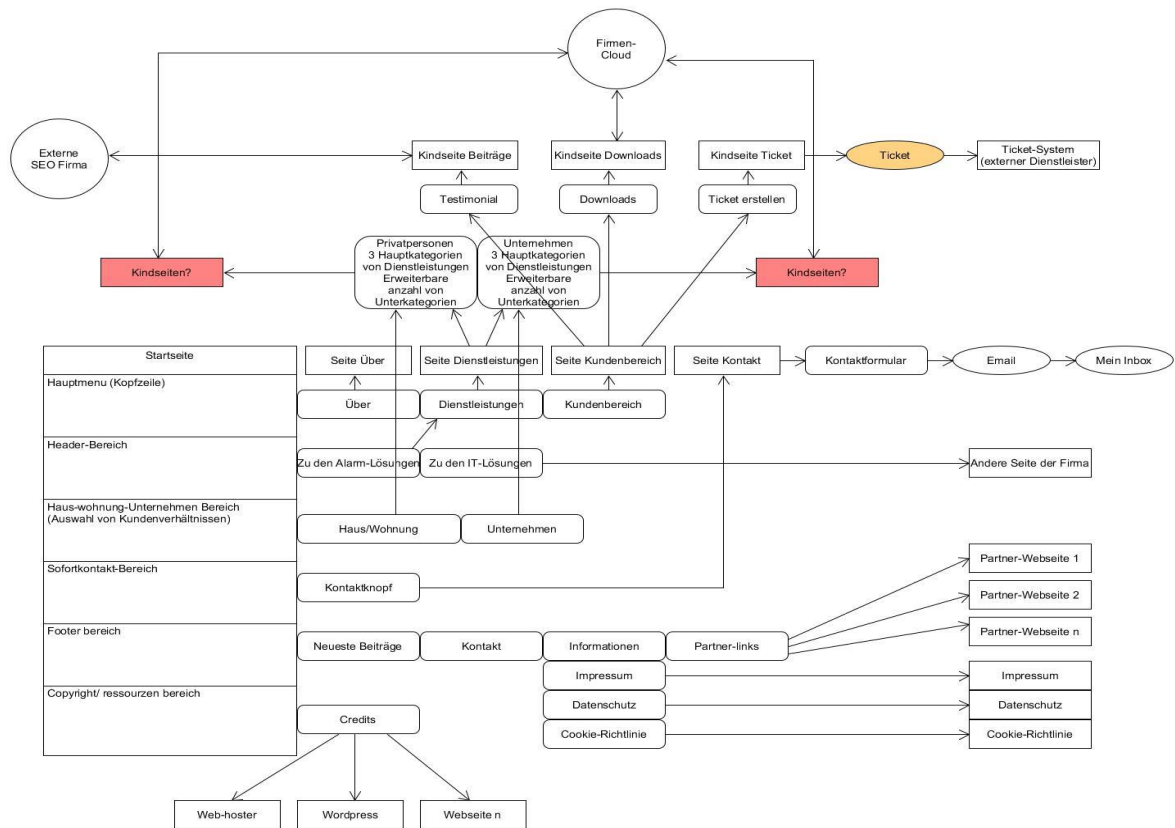 Firmen-
Cloud
Externe
SEO Firma
Kindseite Beiträge
Kindseite Downloads
Kindseite Ticket
Ticket
Ticket-System
(externer Dienstleister)
Testimonial
Downloads
Ticket erstellen
Privatpersonen
3 Hauptkategorien
von Dienstleistungen
Erweiterbare
anzahl von
Unterkategorien
Unternehmen
3 Hauptkategorien
von Dienstleistungen
Erweiterbare
anzahl von
Unterkategorien
Kindseiten?
Kindseiten?
Startseite
Seite Über
Seite Dienstleistungen
Seite Kundenbereich
Seite Kontakt
Kontaktformular
Email
Mein Inbox
Hauptmenu (Kopfzeile)
Über
Dienstleistungen
Kundenbereich
Header-Bereich
Zu den Alarm-Lösungen
Zu den IT-Lösungen
Andere Seite der Firma
Haus-wohnung-Unternehmen Bereich
(Auswahl von Kundenverhältnissen)
Haus/Wohnung
Unternehmen
Sofortkontakt-Bereich
Kontaktknopf
Partner-Webseite 1
Partner-Webseite 2
Partner-Webseite n
Footer bereich
Neueste Beiträge
Kontakt
Informationen
Partner-links
Impressum
Impressum
Datenschutz
Datenschutz
Cookie-Richtlinie
Cookie-Richtlinie
Copyright/ ressourzen bereich
Credits
Web-hoster
Wordpress
Webseite n